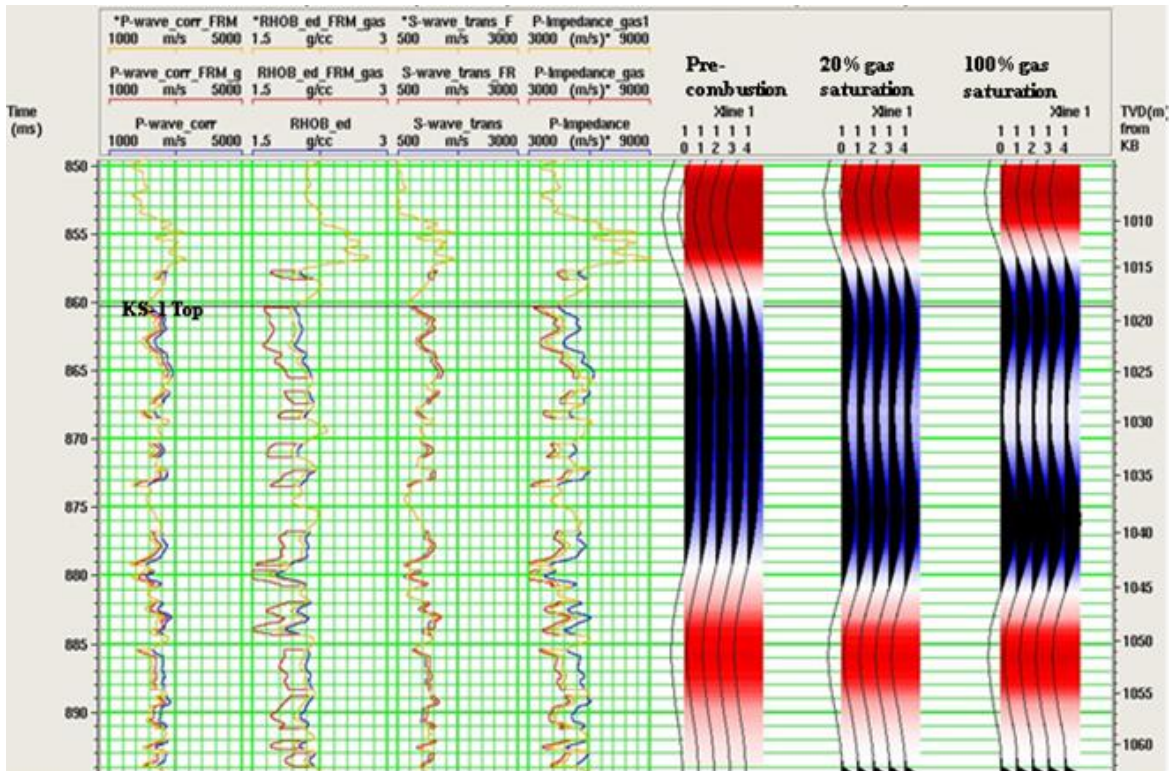 *P-wave_corr_FRM *RHOB_ed_FRM_gas *S-wave_trans_F P-Impedance_gas1
1000 m/s 5000 1.5 g/cc 3 500 m/s 3000 3000 (m/s)* 9000
P-wave_corr_FRM_g RHOB_ed_FRM_gas S-wave_trans_FR P-Impedance_gas
1000 m/s 5000 1.5 g/cc 3 500 m/s 3000 3000 (m/s)* 9000
P-wave_corr RHOB_ed S-wave_trans P-Impedance
1000 m/s 5000 1.5 g/cc 3 500 m/s 3000 3000 (m/s)* 9000
Time
(ms)
Pre-
combustion
20% gas
saturation
100% gas
saturation
Xline 1 Xline 1 Xline 1
1 1 1 1 1 1 1 1 1 1 1 1 1 1 1
0 1 2 3 4 0 1 2 3 4 0 1 2 3 4
TVD(m)
from
KB
850
855
860
865
870
875
880
885
890
KS-1 Top
1010
1015
1020
1025
1030
1035
1040
1045
1050
1055
1060